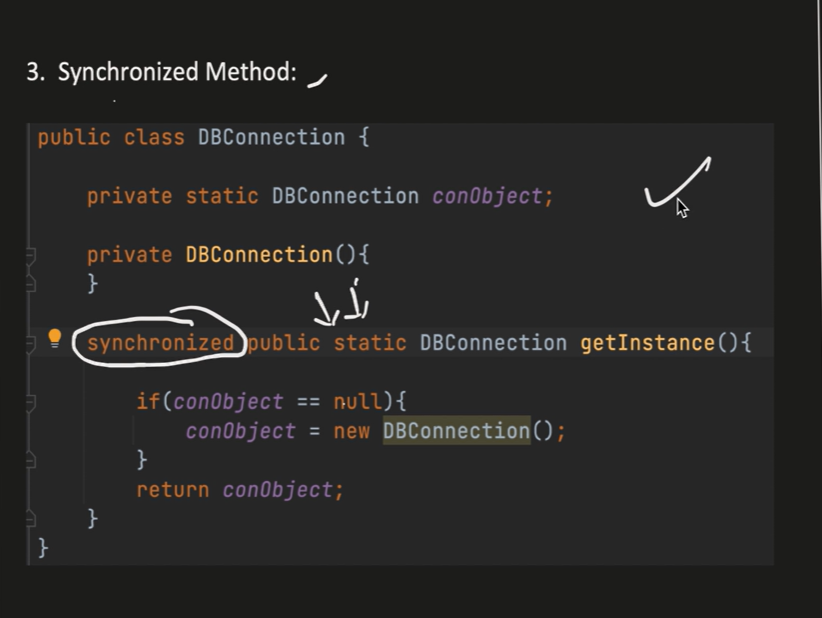 3. Synchronized Method:
public class DBConnection {
private static DBConnection conObject;
private DBConnection(){
}
synchronized public static DBConnection getInstance(){
if(conObject == null){
conObject = new DBConnection();
}
return conObject;
}
}